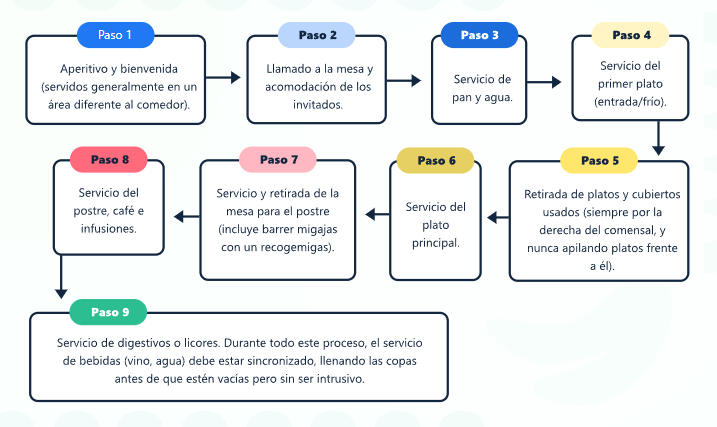 Paso 1
Aperitivo y bienvenida
(servidos generalmente en un
área diferente al comedor).
Paso 2
Llamado a la mesa y
acomodación de los
invitados.
Paso 3
Servicio de
pan y agua.
Paso 4
Servicio del
primer plato
(entrada/frío).
Paso 5
Retirada de platos y cubiertos
usados (siempre por la
derecha del comensal, y
nunca apilando platos frente
a él).
Paso 6
Servicio del
plato
principal.
Paso 7
Servicio y retirada de la
mesa para el postre
(incluye barrer migajas
con un recogemigas).
Paso 8
Servicio del
postre, café e
infusiones.
Paso 9
Servicio de digestivos o licores. Durante todo este proceso, el servicio
de bebidas (vino, agua) debe estar sincronizado, llenando las copas
antes de que estén vacías pero sin ser intrusivo.